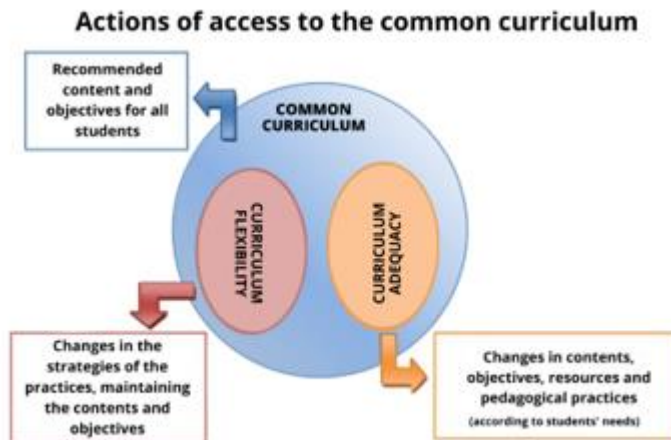 Actions of access to the common curriculum
Recommended
content and
objectives for all
students
COMMON
CURRICULUM
CURRICULUM
FLEXIBILITY
CURRICULUM
ADEQUACY
Changes in the
strategies of the
practices, maintaining
the contents and
objectives
Changes in contents,
objectives, resources and
pedagogical practices
(according to students' needs)